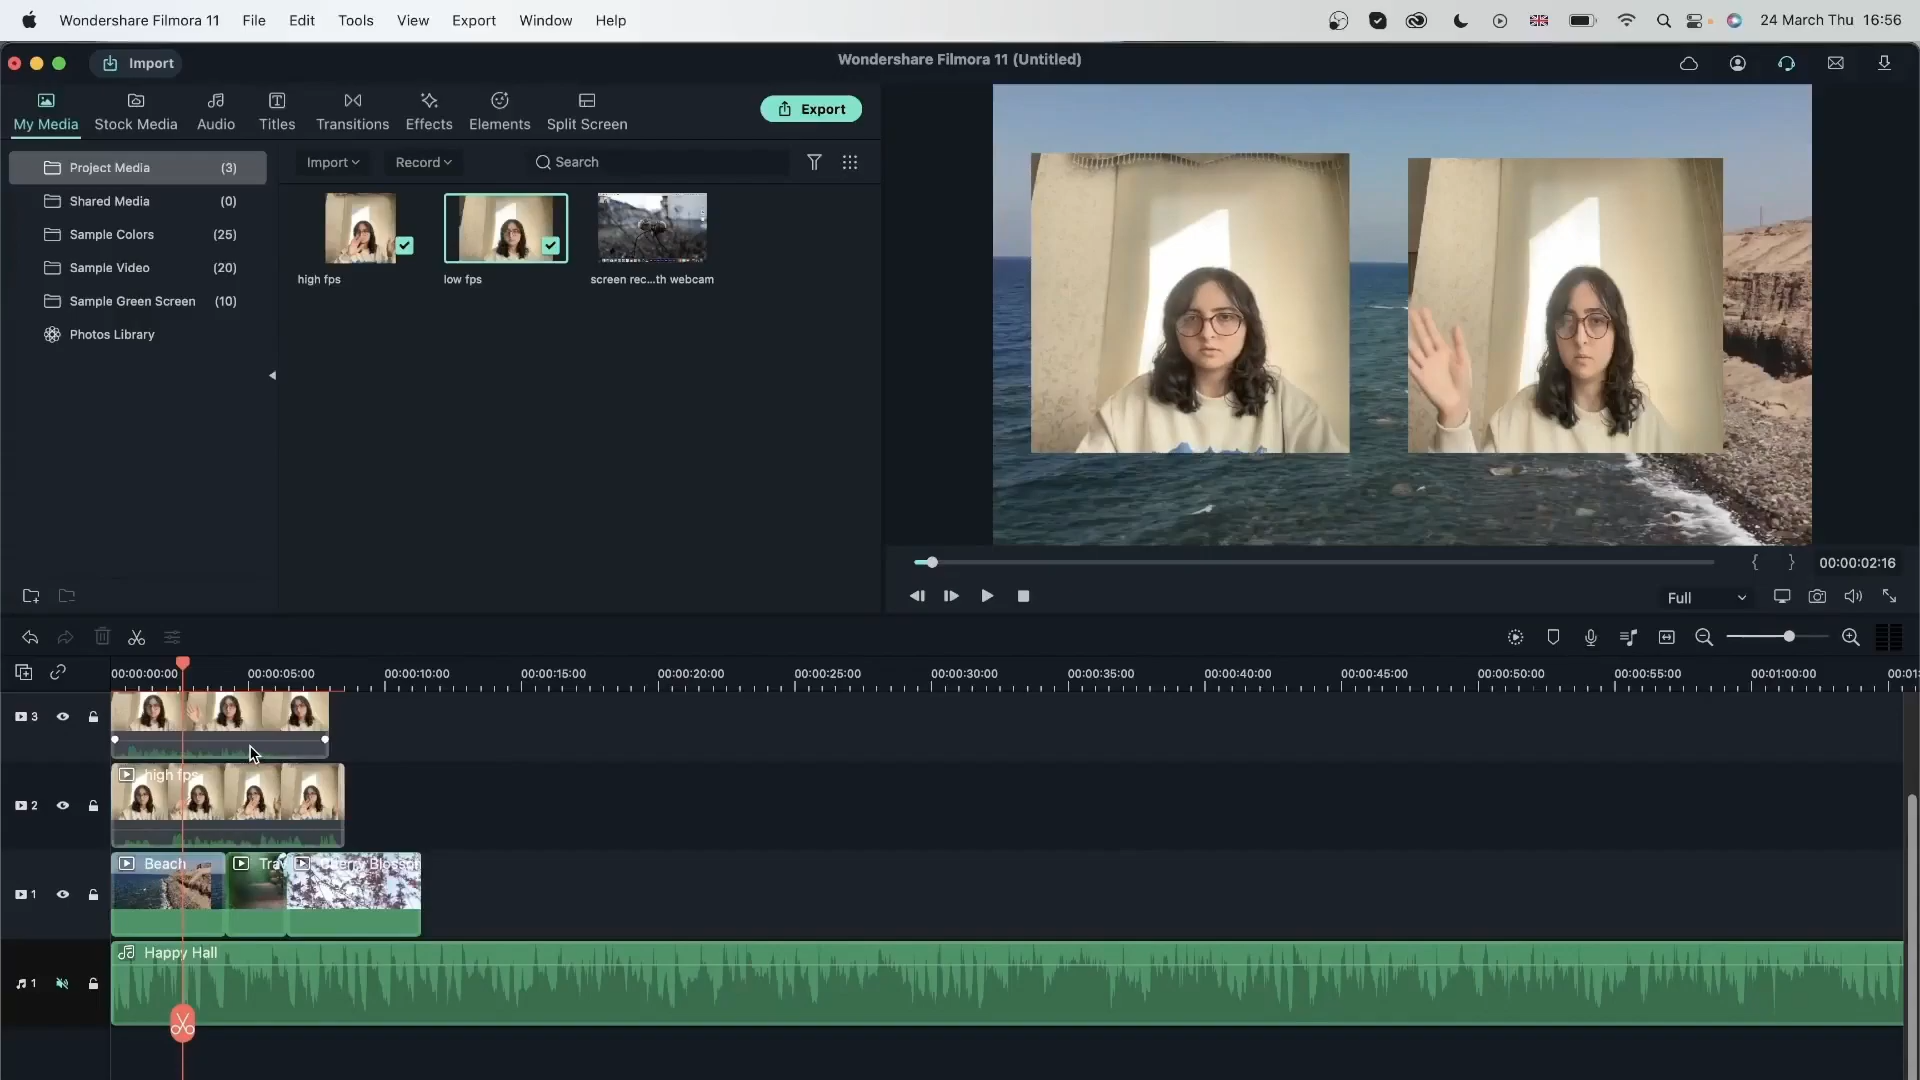 Wondershare Filmora 11 File Edit Tools View Export Window Help 24 March Thu 16:56
Import Wondershare Filmora 11 (Untitled)
My Media Stock Media Audio Titles Transitions Effects Elements Split Screen Export
Project Media (3) Import Record Search
Shared Media (0)
Sample Colors (25)
Sample Video (20)
Sample Green Screen (10)
Photos Library
high fps low fps screen rec...th webcam
00:00:02:16
Full
00:00:00:00 00:00:05:00 00:00:10:00 00:00:15:00 00:00:20:00 00:00:25:00 00:00:30:00 00:00:35:00 00:00:40:00 00:00:45:00 00:00:50:00 00:00:55:00 00:01:00:00 00:01:
3
2 high fps
1 Beach Tra
1 Happy Hall